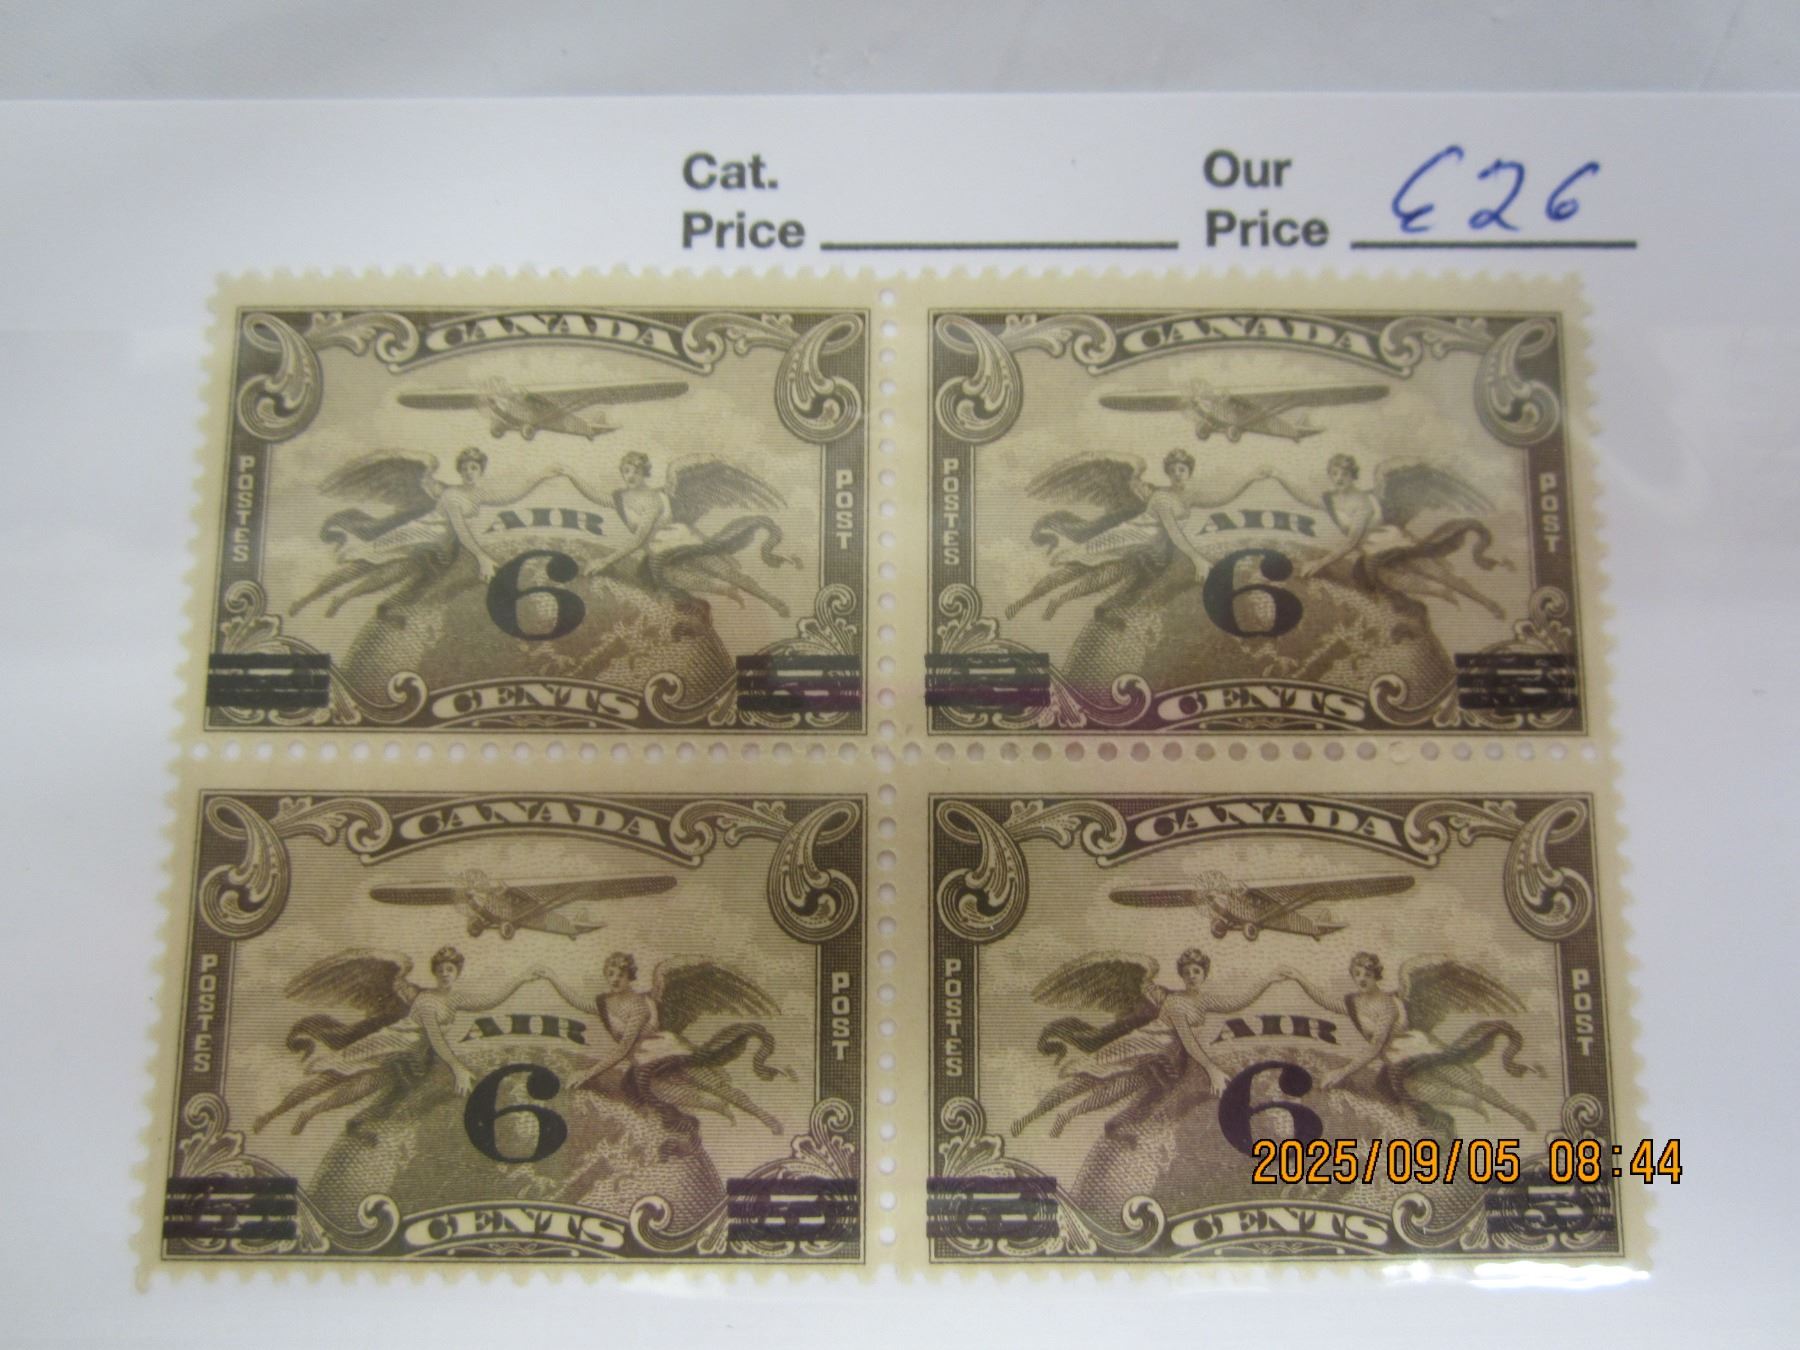 Cat.
Price
Our
Price £26
CANADA
POSTES
POST
AIR
6
CENTS
CANADA
POSTES
POST
AIR
6
CENTS
CANADA
POSTES
POST
AIR
6
CENTS
CANADA
POSTES
POST
AIR
6
5
CENTS
2025/09/05 08:44